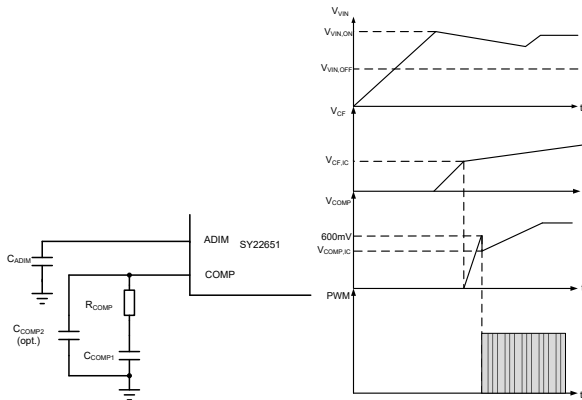 V_VIN
V_VIN,ON
V_VIN,OFF
t
V_CF
V_CF,IC
t
V_COMP
600mV
V_COMP,IC
t
PWM
t
ADIM
SY22651
C_ADIM
COMP
R_COMP
C_COMP2
(opt.)
C_COMP1